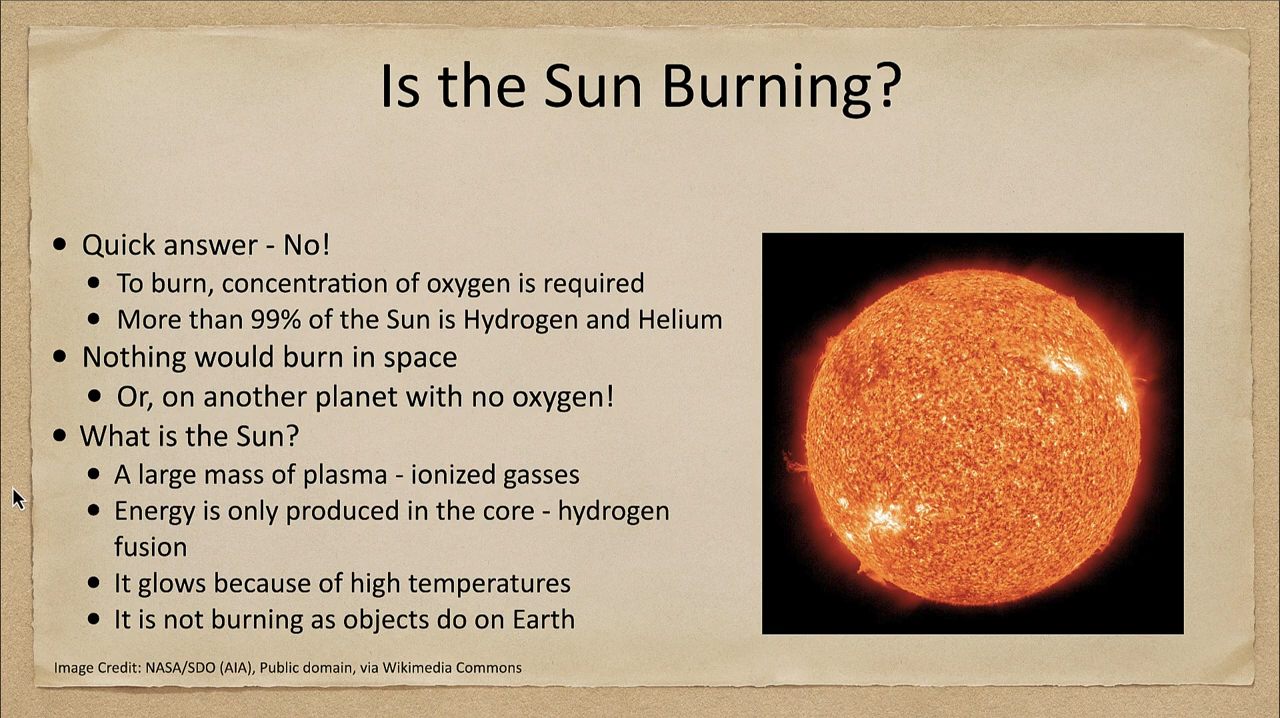 Is the Sun Burning?
• Quick answer - No!
• To burn, concentration of oxygen is required
• More than 99% of the Sun is Hydrogen and Helium
• Nothing would burn in space
• Or, on another planet with no oxygen!
• What is the Sun?
• A large mass of plasma - ionized gasses
• Energy is only produced in the core - hydrogen
fusion
• It glows because of high temperatures
• It is not burning as objects do on Earth
Image Credit: NASA/SDO (AIA), Public domain, via Wikimedia Commons